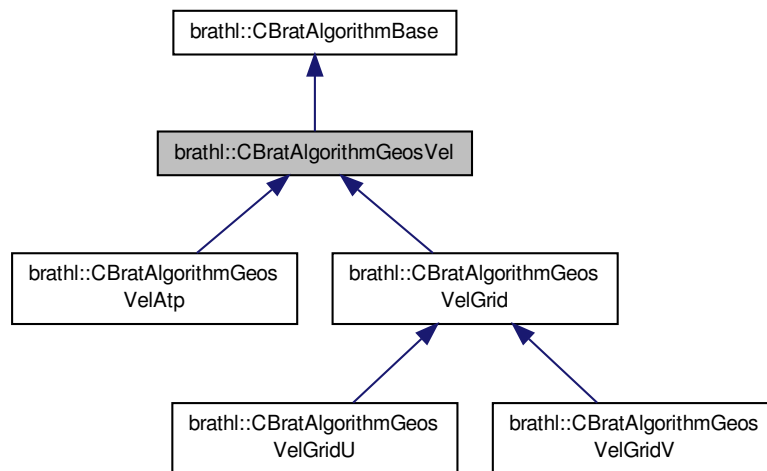 brathl::CBratAlgorithmBase
brathl::CBratAlgorithmGeosVel
brathl::CBratAlgorithmGeos
VelAtp
brathl::CBratAlgorithmGeos
VelGrid
brathl::CBratAlgorithmGeos
VelGridU
brathl::CBratAlgorithmGeos
VelGridV